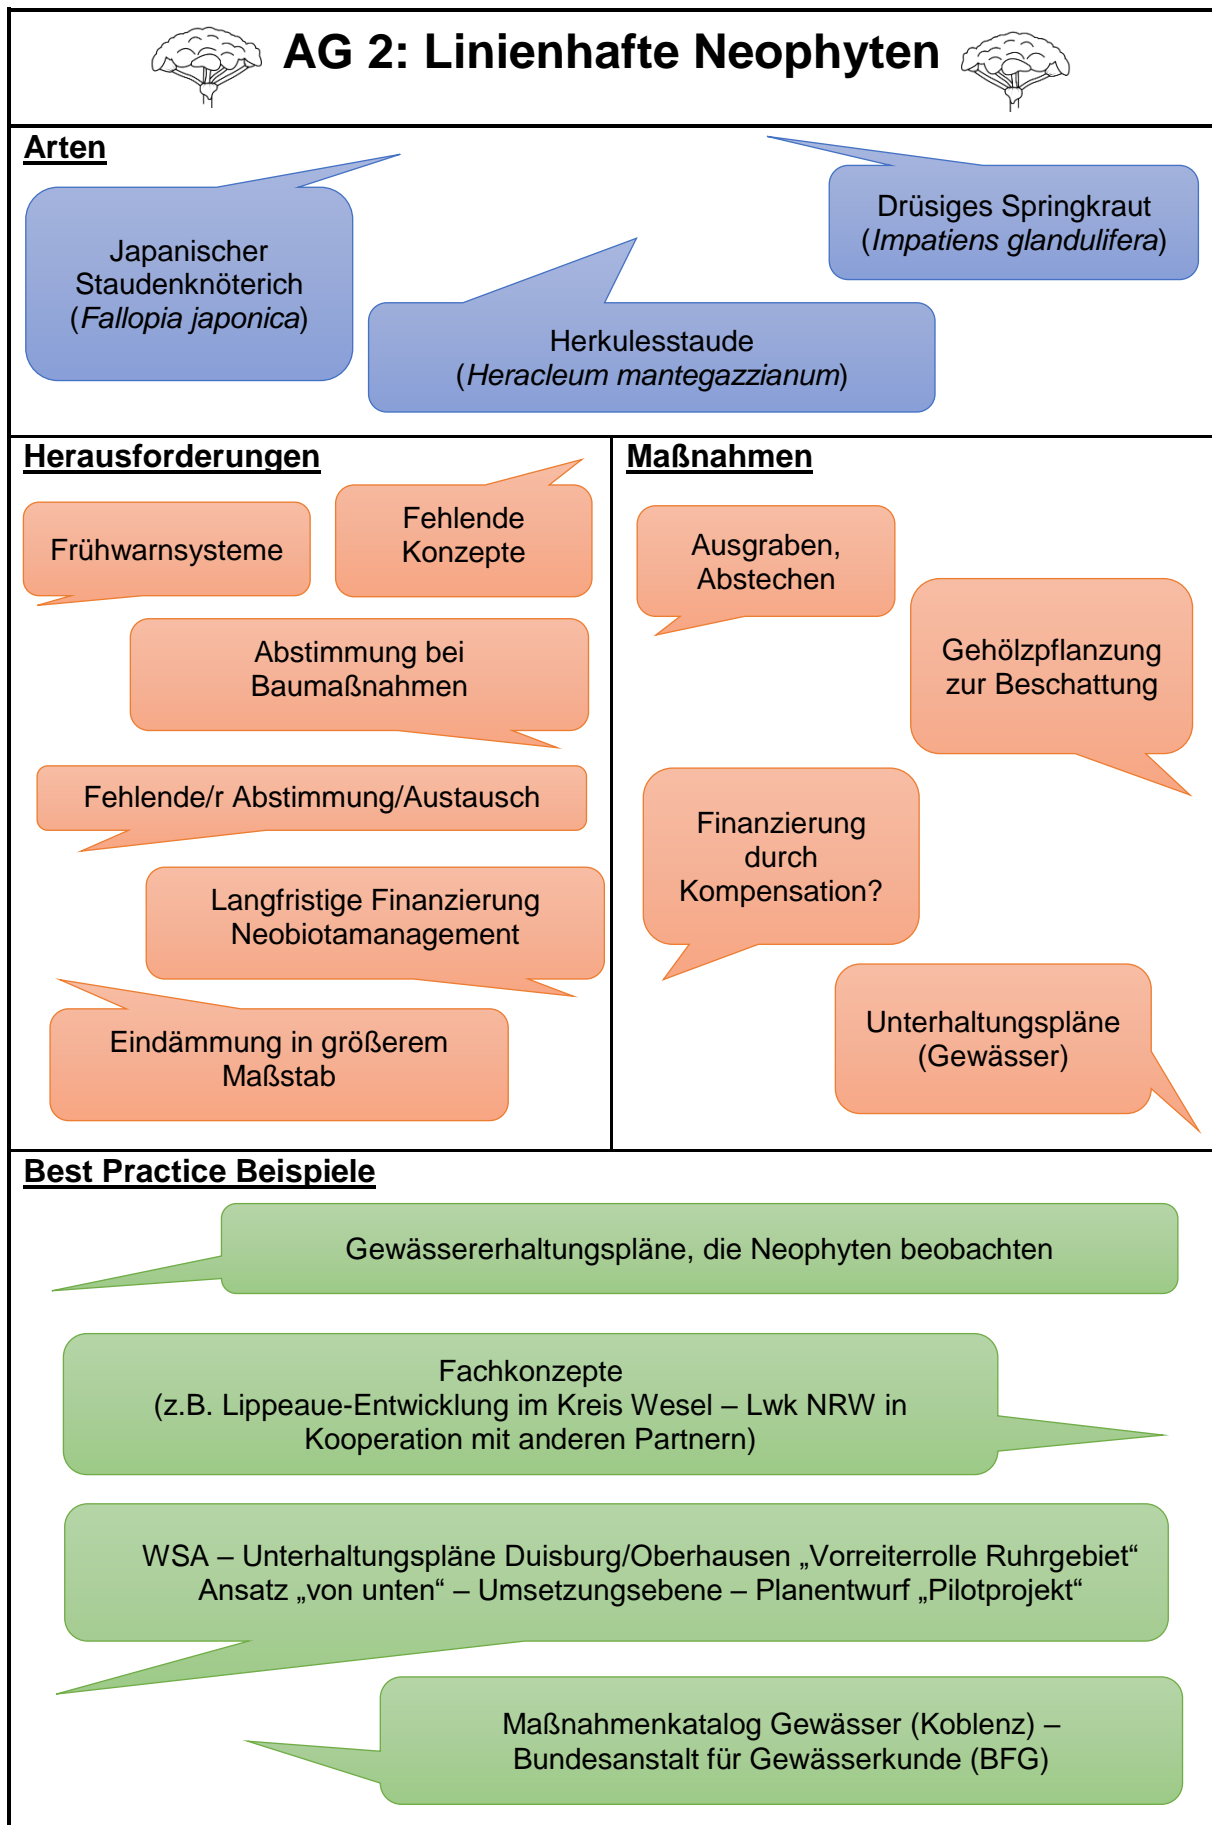 AG 2: Linienhafte Neophyten
Arten
Japanischer
Staudenknöterich
(Fallopia japonica)
Herkulesstaude
(Heracleum mantegazzianum)
Drüsiges Springkraut
(Impatiens glandulifera)
Herausforderungen
Frühwarnsysteme
Fehlende
Konzepte
Abstimmung bei
Baumaßnahmen
Fehlende/r Abstimmung/Austausch
Langfristige Finanzierung
Neobiotamanagement
Eindämmung in größerem
Maßstab
Maßnahmen
Ausgraben,
Abstechen
Gehölzpflanzung
zur Beschattung
Finanzierung
durch
Kompensation?
Unterhaltungspläne
(Gewässer)
Best Practice Beispiele
Gewässererhaltungspläne, die Neophyten beobachten
Fachkonzepte
(z.B. Lippeaue-Entwicklung im Kreis Wesel – Lwk NRW in
Kooperation mit anderen Partnern)
WSA – Unterhaltungspläne Duisburg/Oberhausen „Vorreiterrolle Ruhrgebiet“
Ansatz „von unten“ – Umsetzungsebene – Planentwurf „Pilotprojekt“
Maßnahmenkatalog Gewässer (Koblenz) –
Bundesanstalt für Gewässerkunde (BFG)